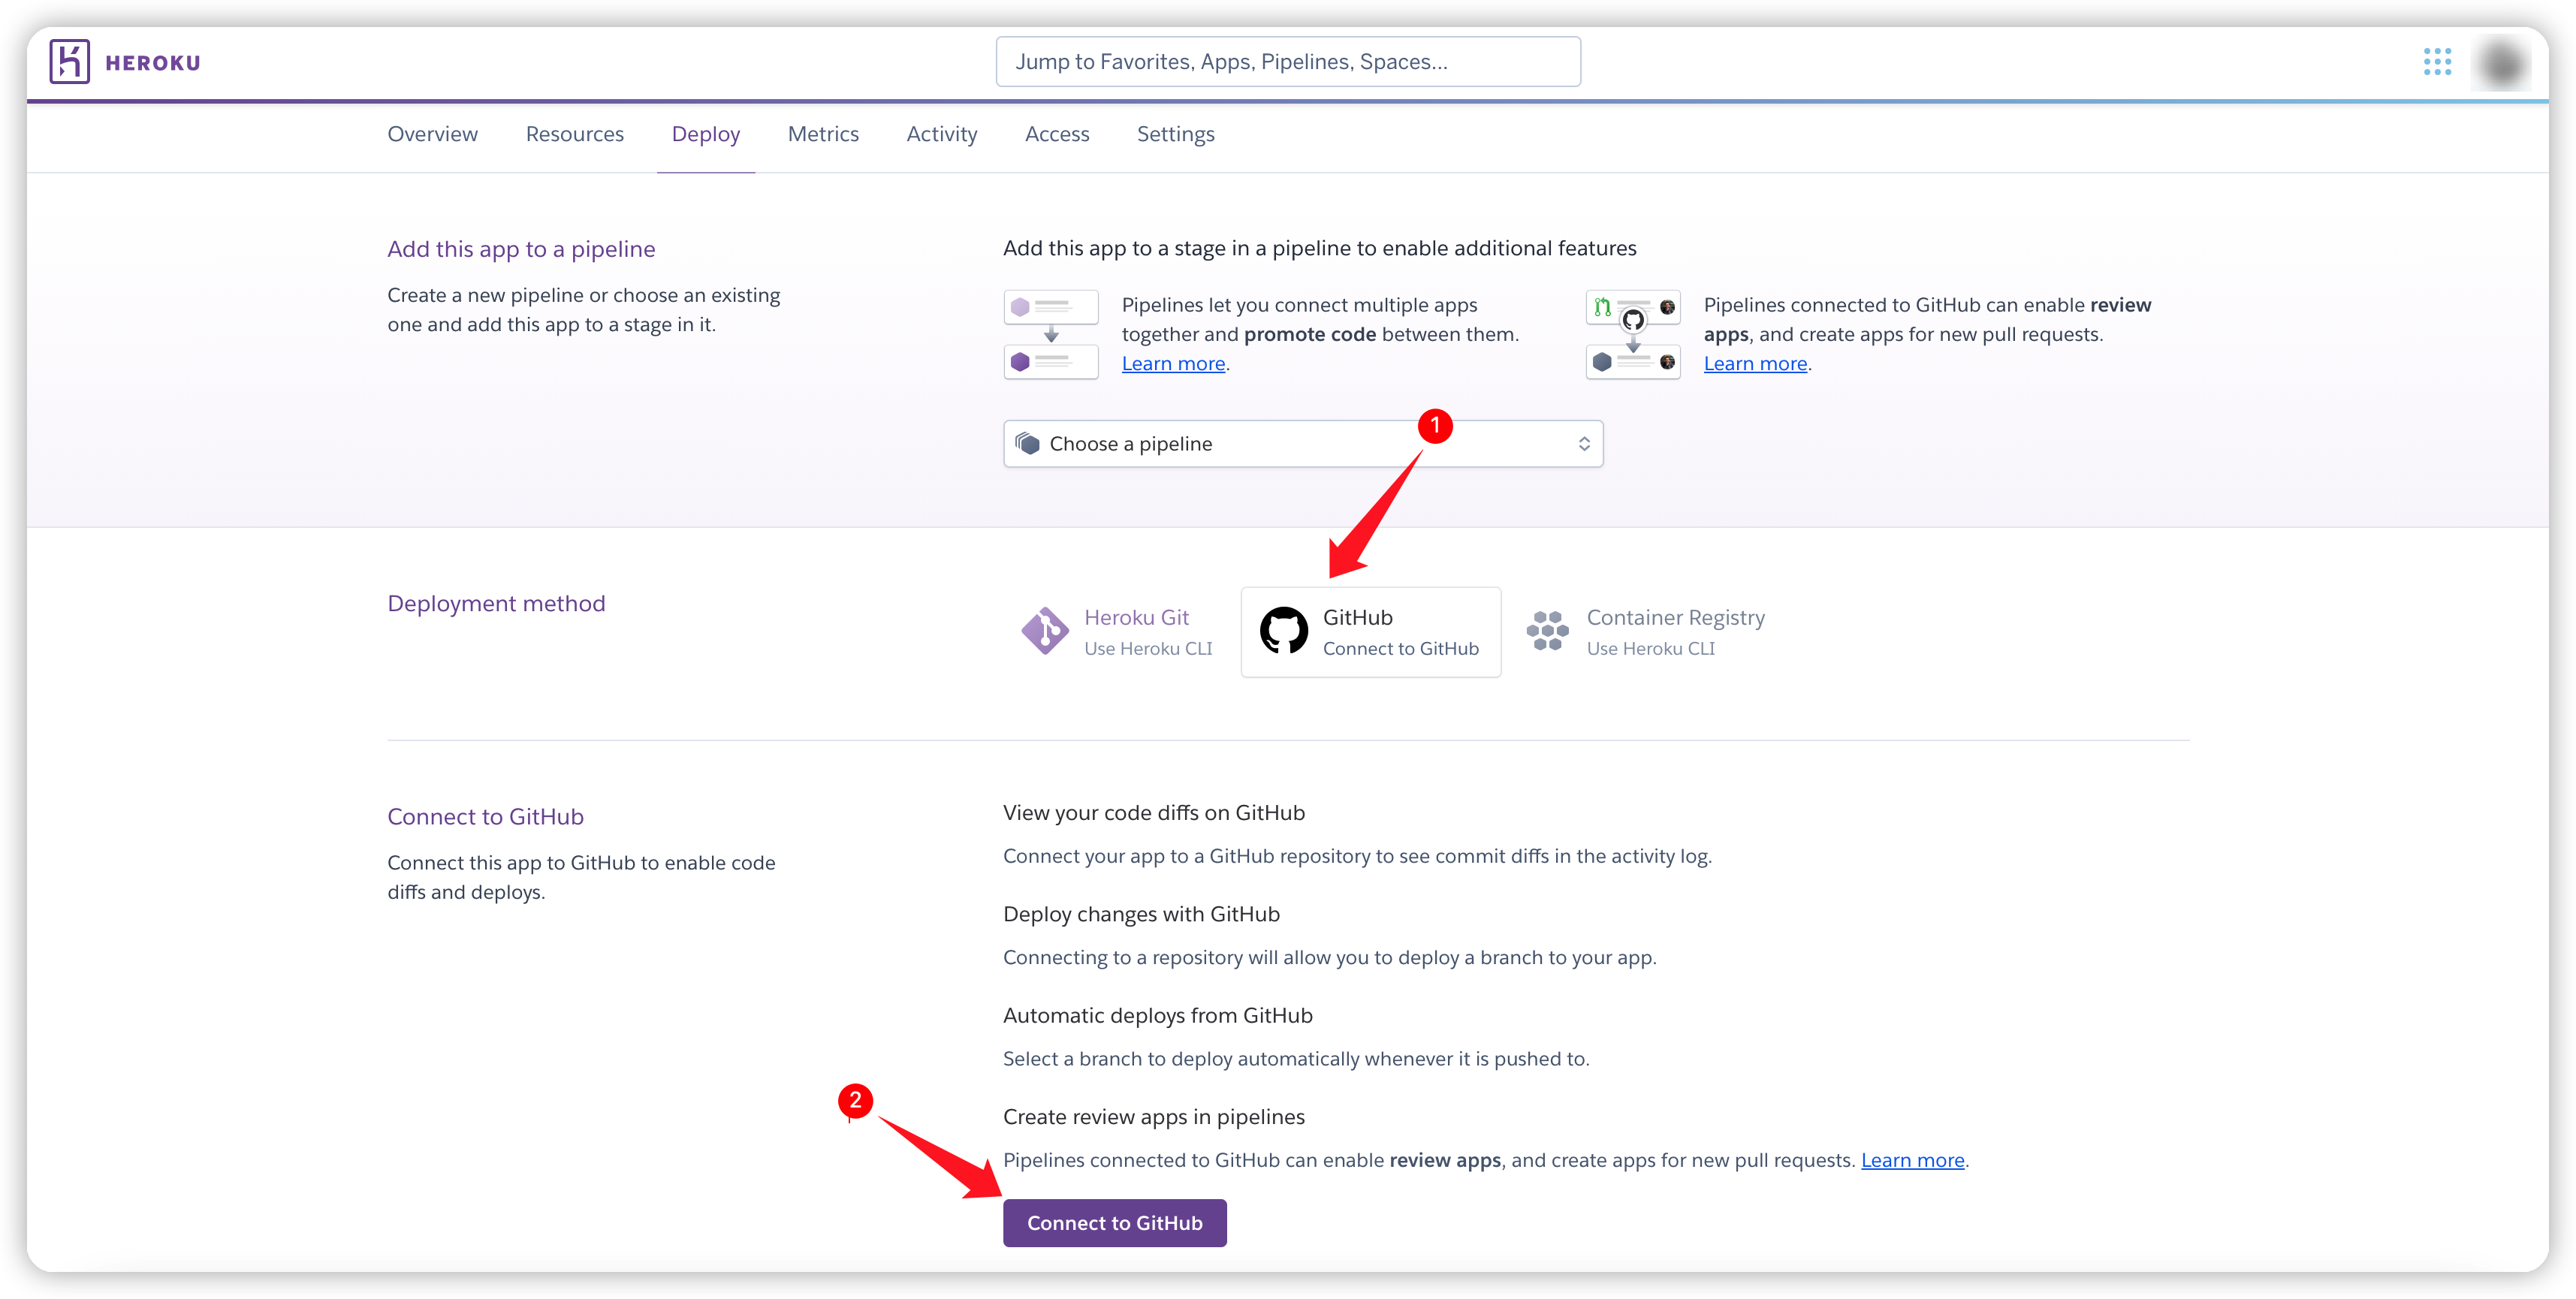 HEROKU
Jump to Favorites, Apps, Pipelines, Spaces...
Overview Resources Deploy Metrics Activity Access Settings
Add this app to a pipeline
Create a new pipeline or choose an existing
one and add this app to a stage in it.
Add this app to a stage in a pipeline to enable additional features
Pipelines let you connect multiple apps
together and promote code between them.
Learn more.
Pipelines connected to GitHub can enable review
apps, and create apps for new pull requests.
Learn more.
1
Choose a pipeline
Deployment method
Heroku Git
Use Heroku CLI
GitHub
Connect to GitHub
Container Registry
Use Heroku CLI
Connect to GitHub
Connect this app to GitHub to enable code
diffs and deploys.
View your code diffs on GitHub
Connect your app to a GitHub repository to see commit diffs in the activity log.
Deploy changes with GitHub
Connecting to a repository will allow you to deploy a branch to your app.
Automatic deploys from GitHub
Select a branch to deploy automatically whenever it is pushed to.
2
Create review apps in pipelines
Pipelines connected to GitHub can enable review apps, and create apps for new pull requests. Learn more.
Connect to GitHub